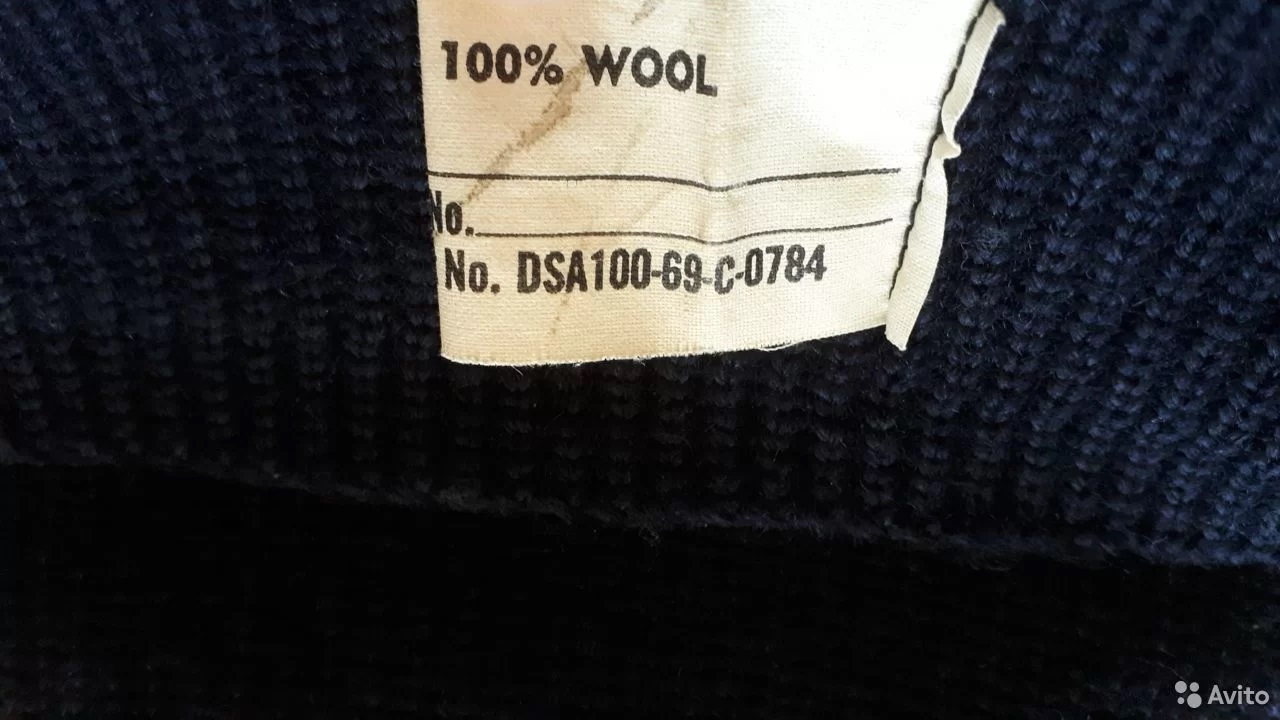 100% WOOL
No.
No. DSA100-69-C-0784
Avito